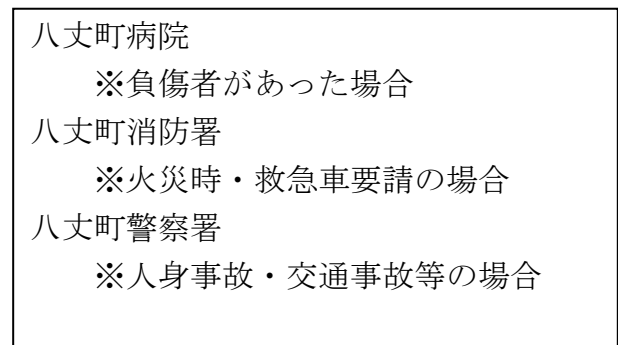 八丈町病院
※負傷者があった場合
八丈町消防署
※火災時・救急車要請の場合
八丈町警察署
※人身事故・交通事故等の場合